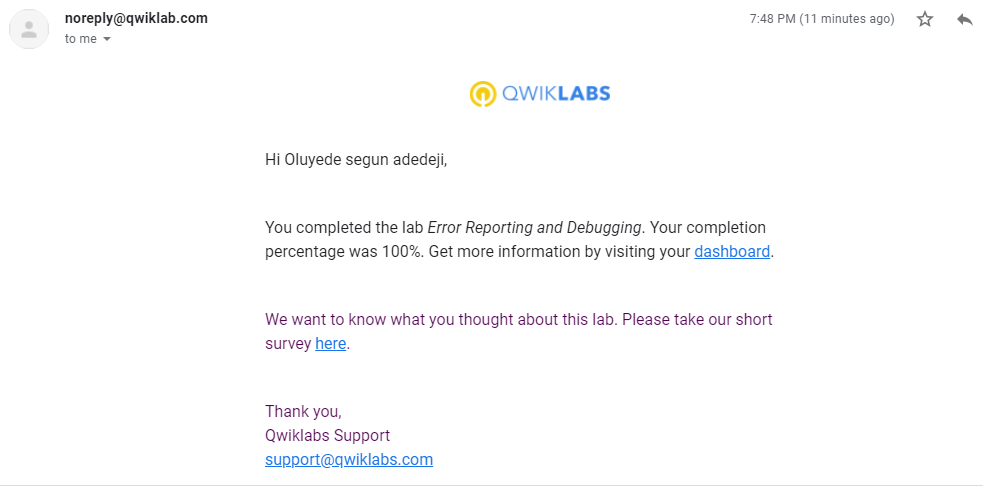 noreply@qwiklab.com
7:48 PM (11 minutes ago)
to me
QWIKLABS
Hi Oluyede segun adedeji,
You completed the lab Error Reporting and Debugging. Your completion
percentage was 100%. Get more information by visiting your dashboard.
We want to know what you thought about this lab. Please take our short
survey here.
Thank you,
Qwiklabs Support
support@qwiklabs.com